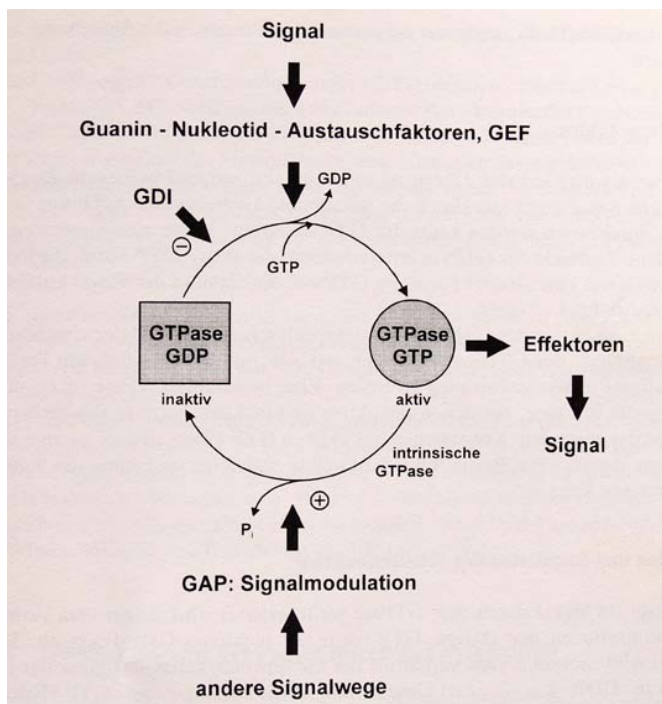 Signal
Guanin - Nukleotid - Austauschfaktoren, GEF
GDP
GDI
GTP
GTPase
GDP
GTPase
GTP
Effektoren
inaktiv
aktiv
Signal
intrinsische
GTPase
Pi
GAP: Signalmodulation
andere Signalwege